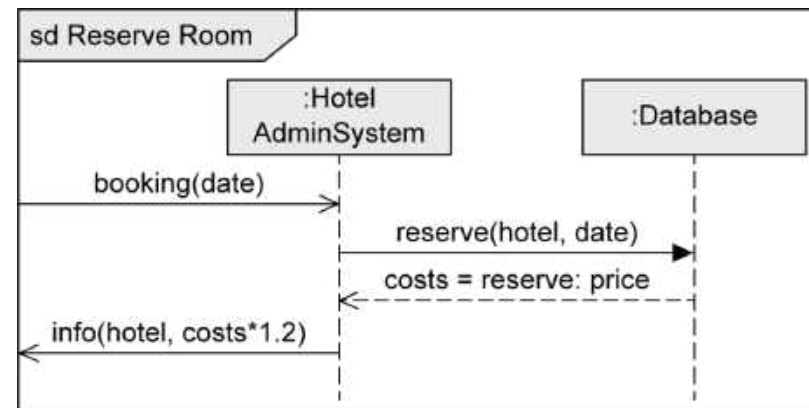 sd Reserve Room
:Hotel
AdminSystem
:Database
booking(date)
reserve(hotel, date)
costs = reserve: price
info(hotel, costs*1.2)